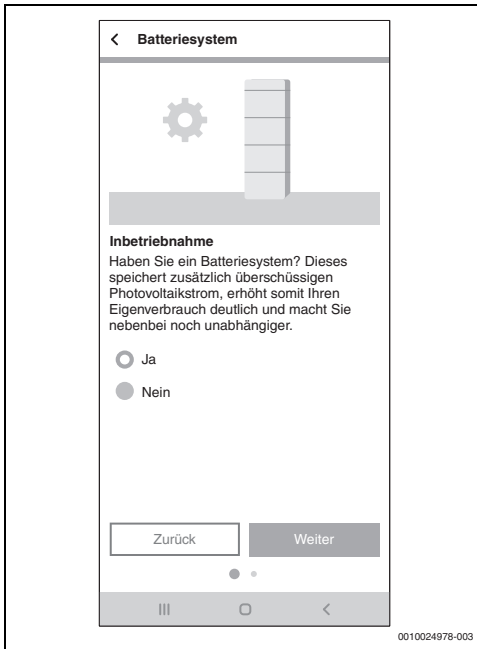 Batteriesystem
Inbetriebnahme
Haben Sie ein Batteriesystem? Dieses
speichert zusätzlich überschüssigen
Photovoltaikstrom, erhöht somit Ihren
Eigenverbrauch deutlich und macht Sie
nebenbei noch unabhängiger.
Ja
Nein
Zurück
Weiter
0010024978-003